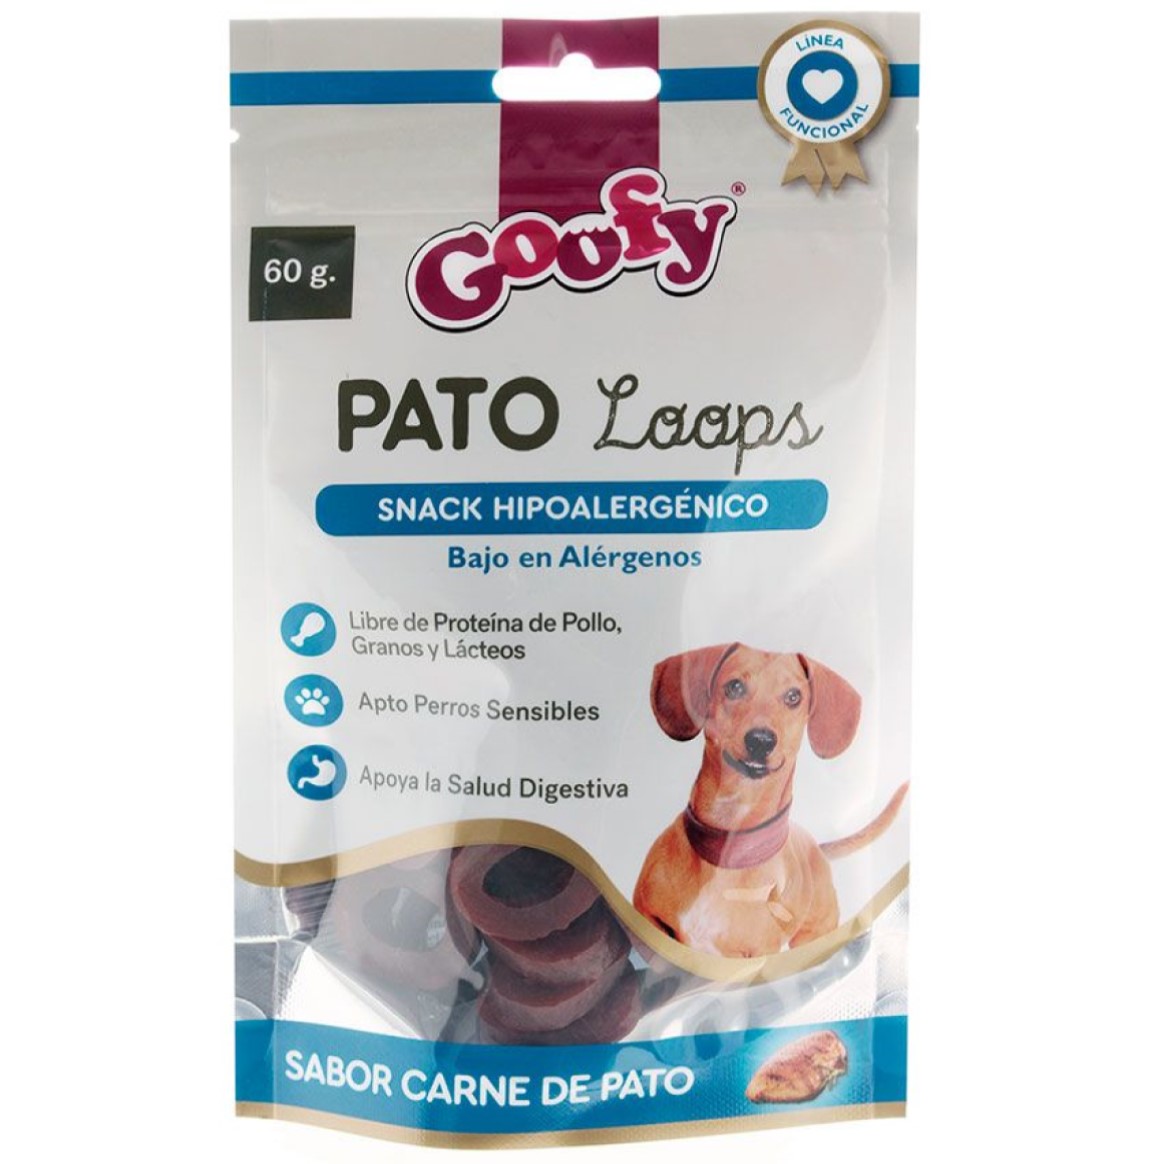 LÍNEA
FUNCIONAL
Goofy®
60 g.
PATO Loops
SNACK HIPOALERGÉNICO
Bajo en Alérgenos
Libre de Proteína de Pollo,
Granos y Lácteos
Apto Perros Sensibles
Apoya la Salud Digestiva
SABOR CARNE DE PATO